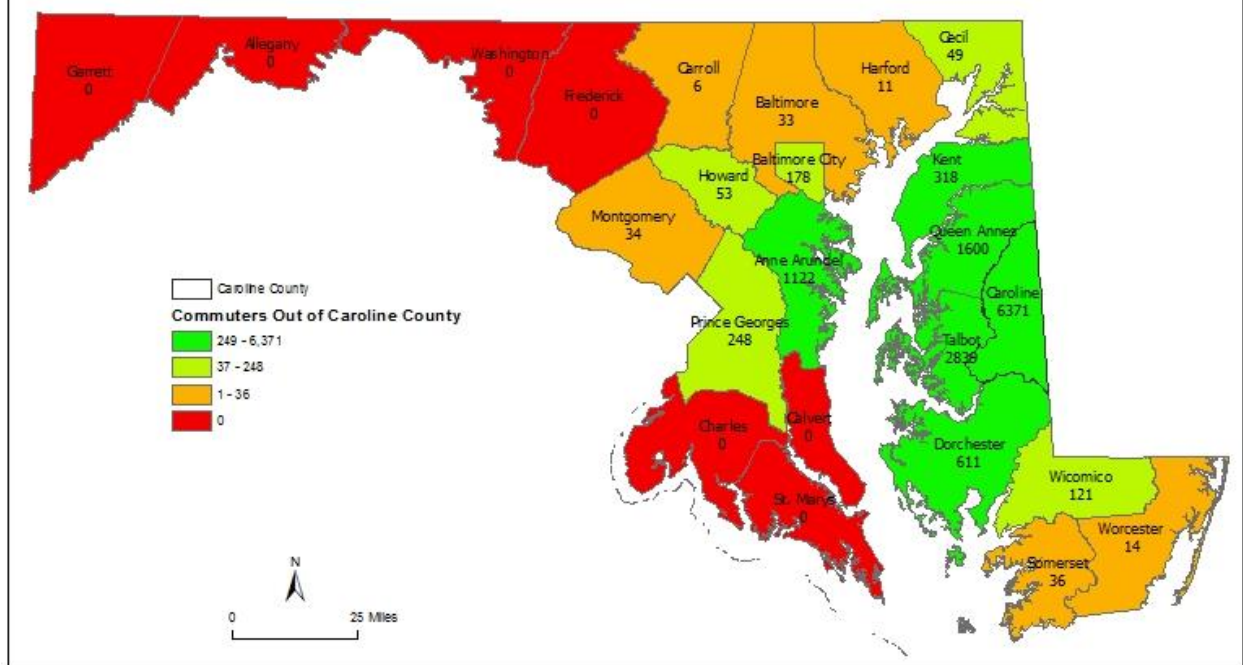 Garrett
0
Allegany
0
Washington
0
Frederick
0
Carroll
6
Baltimore
33
Harford
11
Cecil
49
Baltimore City
178
Howard
53
Montgomery
34
Kent
318
Queen Annes
1600
Anne Arundel
1122
Caroline
6371
Prince Georges
248
Talbot
2839
Charles
0
Calvert
0
St. Marys
0
Dorchester
611
Wicomico
121
Worcester
14
Somerset
36
Caroline County
Commuters Out of Caroline County
249 - 6,371
37 - 248
1 - 36
0
N
0 25 Miles